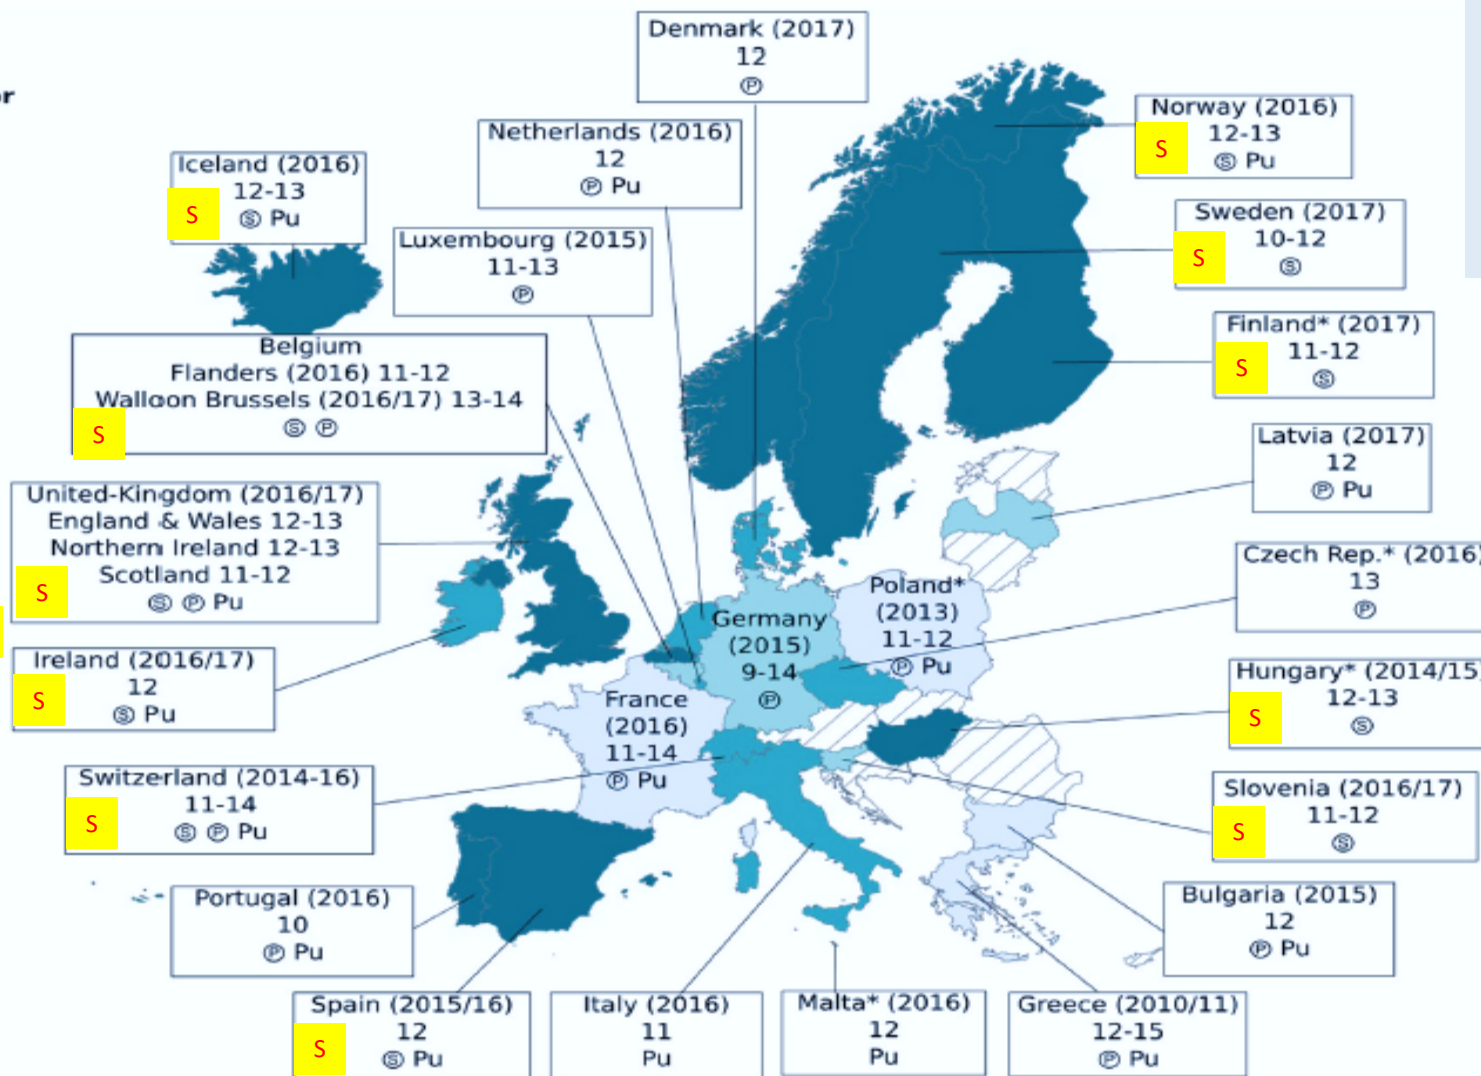 or
Denmark (2017)
12
Ⓟ
Netherlands (2016)
12
Ⓟ Pu
Norway (2016)
12-13
S
Ⓢ Pu
Iceland (2016)
12-13
S
Ⓢ Pu
Luxembourg (2015)
11-13
Ⓟ
Sweden (2017)
10-12
S
Ⓢ
Belgium
Flanders (2016) 11-12
Walloon Brussels (2016/17) 13-14
S
Ⓢ Ⓟ
Finland* (2017)
11-12
S
Ⓢ
Latvia (2017)
12
Ⓟ Pu
United-Kingdom (2016/17)
England & Wales 12-13
Northern Ireland 12-13
Scotland 11-12
S
Ⓢ Ⓟ Pu
Czech Rep.* (2016)
13
Ⓟ
Poland*
(2013)
11-12
Ⓟ Pu
Germany
(2015)
9-14
Ⓟ
Ireland (2016/17)
12
S
Ⓢ Pu
France
(2016)
11-14
Ⓟ Pu
Hungary* (2014/15)
12-13
S
Ⓢ
Switzerland (2014-16)
11-14
S
Ⓢ Ⓟ Pu
Slovenia (2016/17)
11-12
S
Ⓢ
Portugal (2016)
10
Ⓟ Pu
Bulgaria (2015)
12
Ⓟ Pu
Spain (2015/16)
12
S
Ⓢ Pu
Italy (2016)
11
Pu
Malta* (2016)
12
Pu
Greece (2010/11)
12-15
Ⓟ Pu